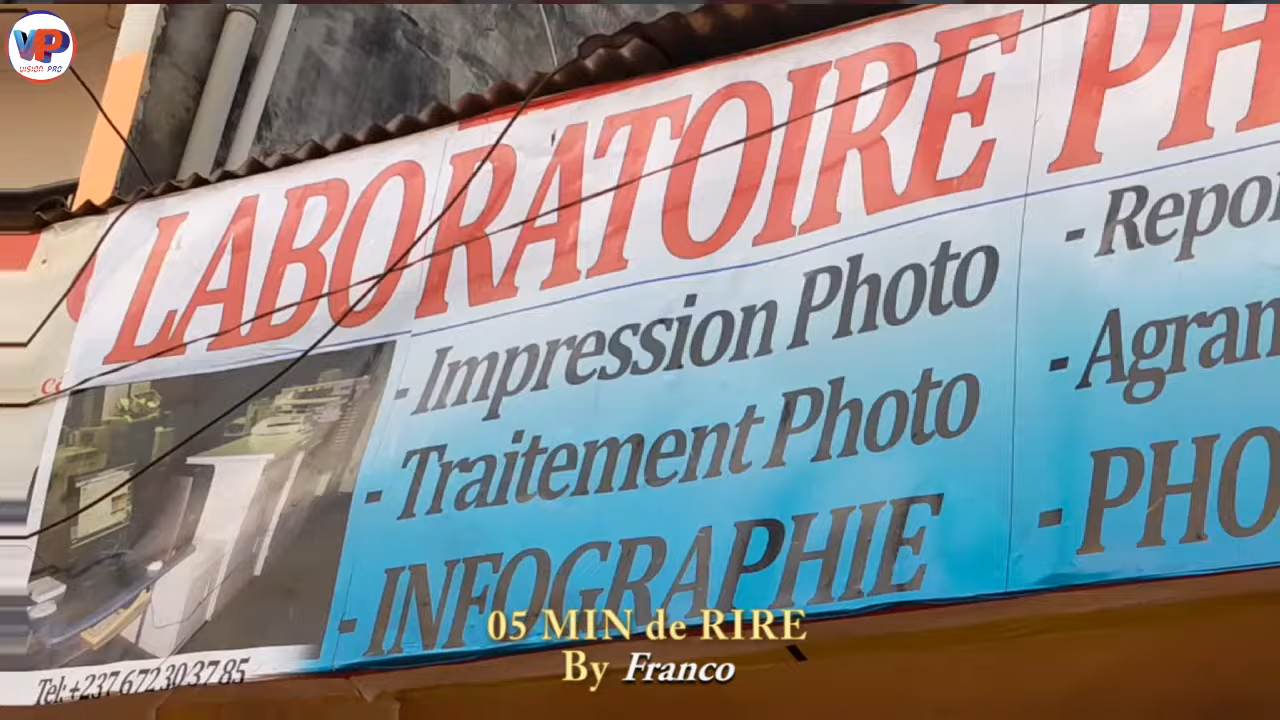 VP
VISION PRO
LABORATOIRE PH
- Impression Photo
- Traitement Photo
- INFOGRAPHIE
- Repor
- Agran
- PHO
Tel: +237 672 30 37 85
05 MIN de RIRE
By Franco